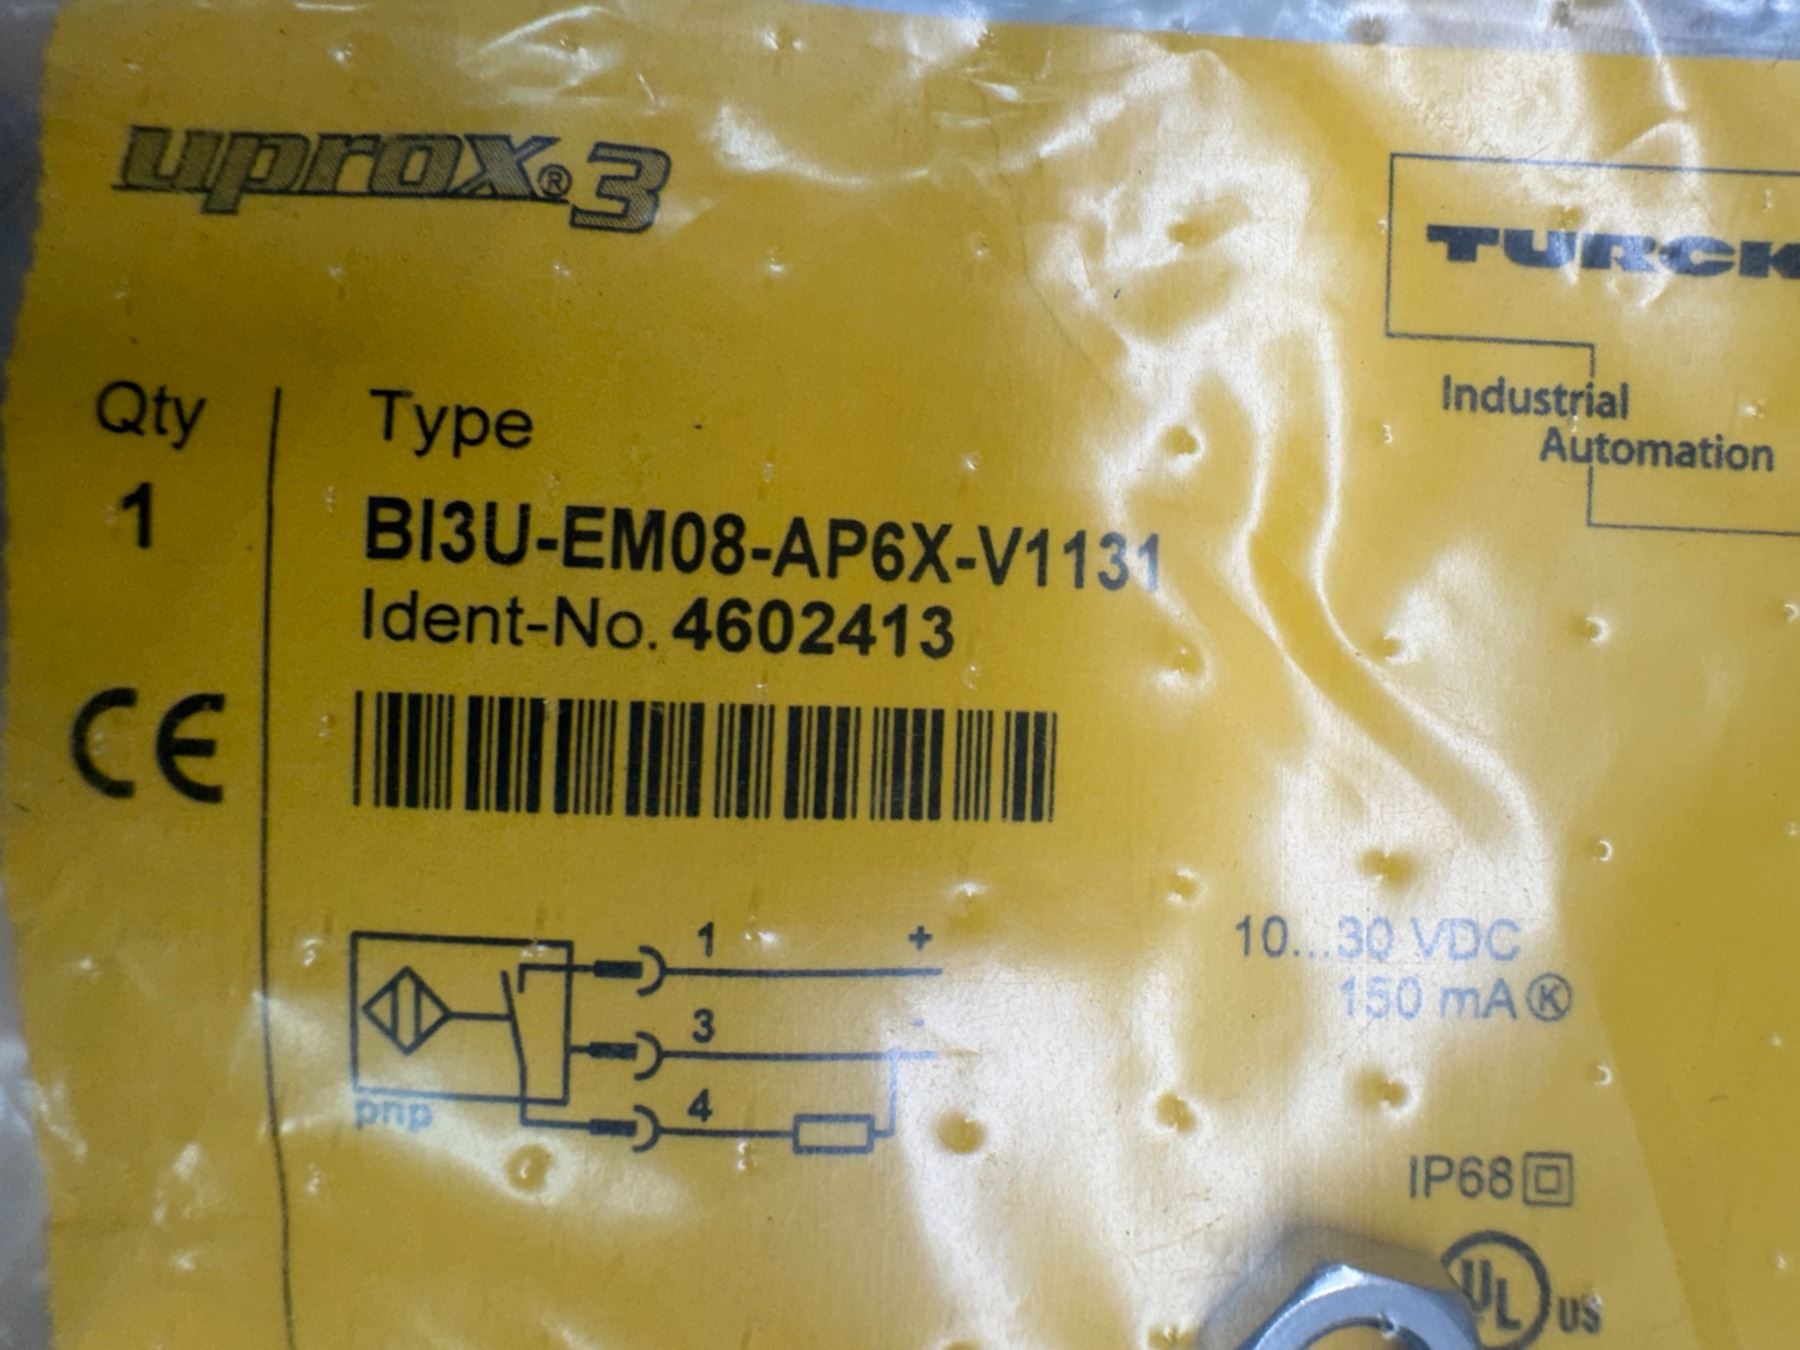 uprox®3
TURCK
Industrial
Automation
Qty
Type
1
BI3U-EM08-AP6X-V1131
Ident-No. 4602413
CE
1 +
10...30 VDC
150 mA Ⓚ
3 -
4
pnp
IP68
UL US